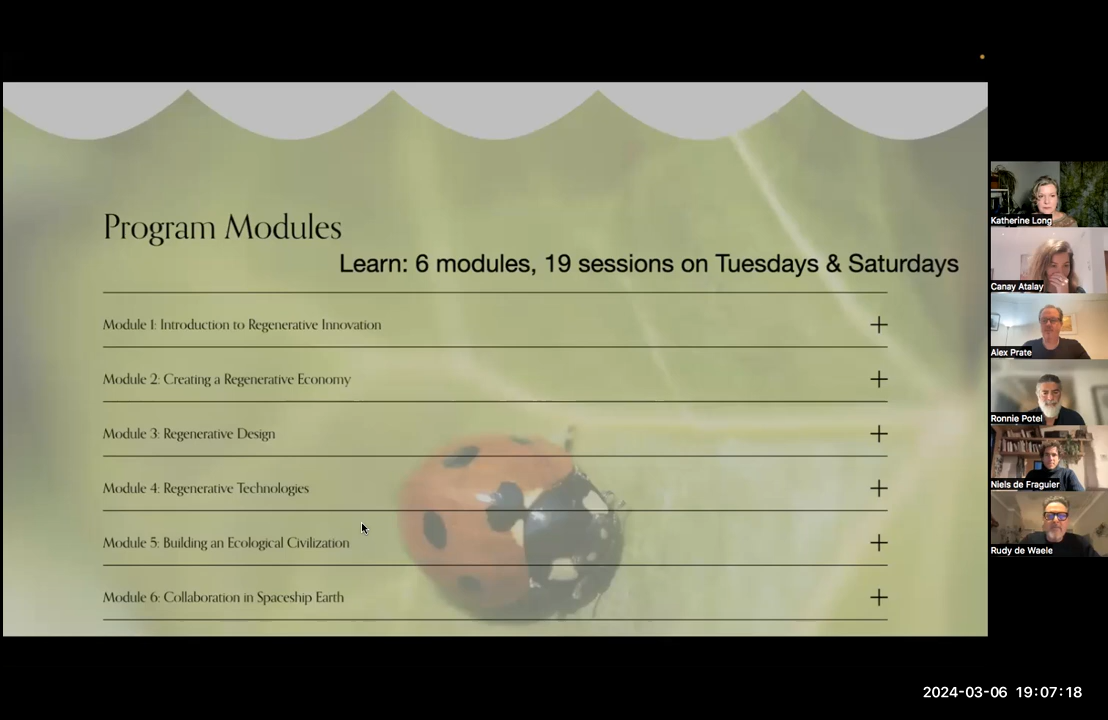 Program Modules
Learn: 6 modules, 19 sessions on Tuesdays & Saturdays
Module 1: Introduction to Regenerative Innovation
Module 2: Creating a Regenerative Economy
Module 3: Regenerative Design
Module 4: Regenerative Technologies
Module 5: Building an Ecological Civilization
Module 6: Collaboration in Spaceship Earth
Katherine Long
Canay Atalay
Alex Prate
Ronnie Potel
Niels de Fraguier
Rudy de Waele
2024-03-06 19:07:18